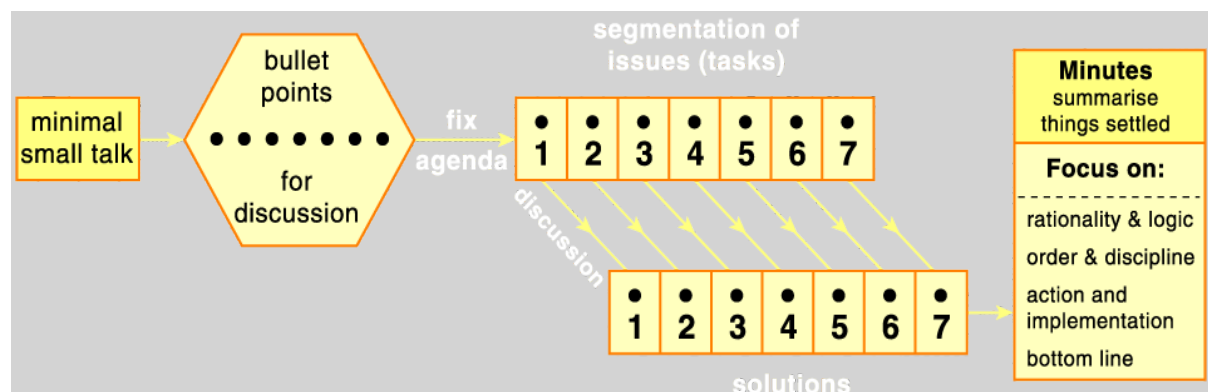 minimal
small talk
bullet
points
for
discussion
fix
agenda
segmentation of
issues (tasks)
1 2 3 4 5 6 7
discussion
1 2 3 4 5 6 7
solutions
Minutes
summarise
things settled
Focus on:
rationality & logic
order & discipline
action and
implementation
bottom line